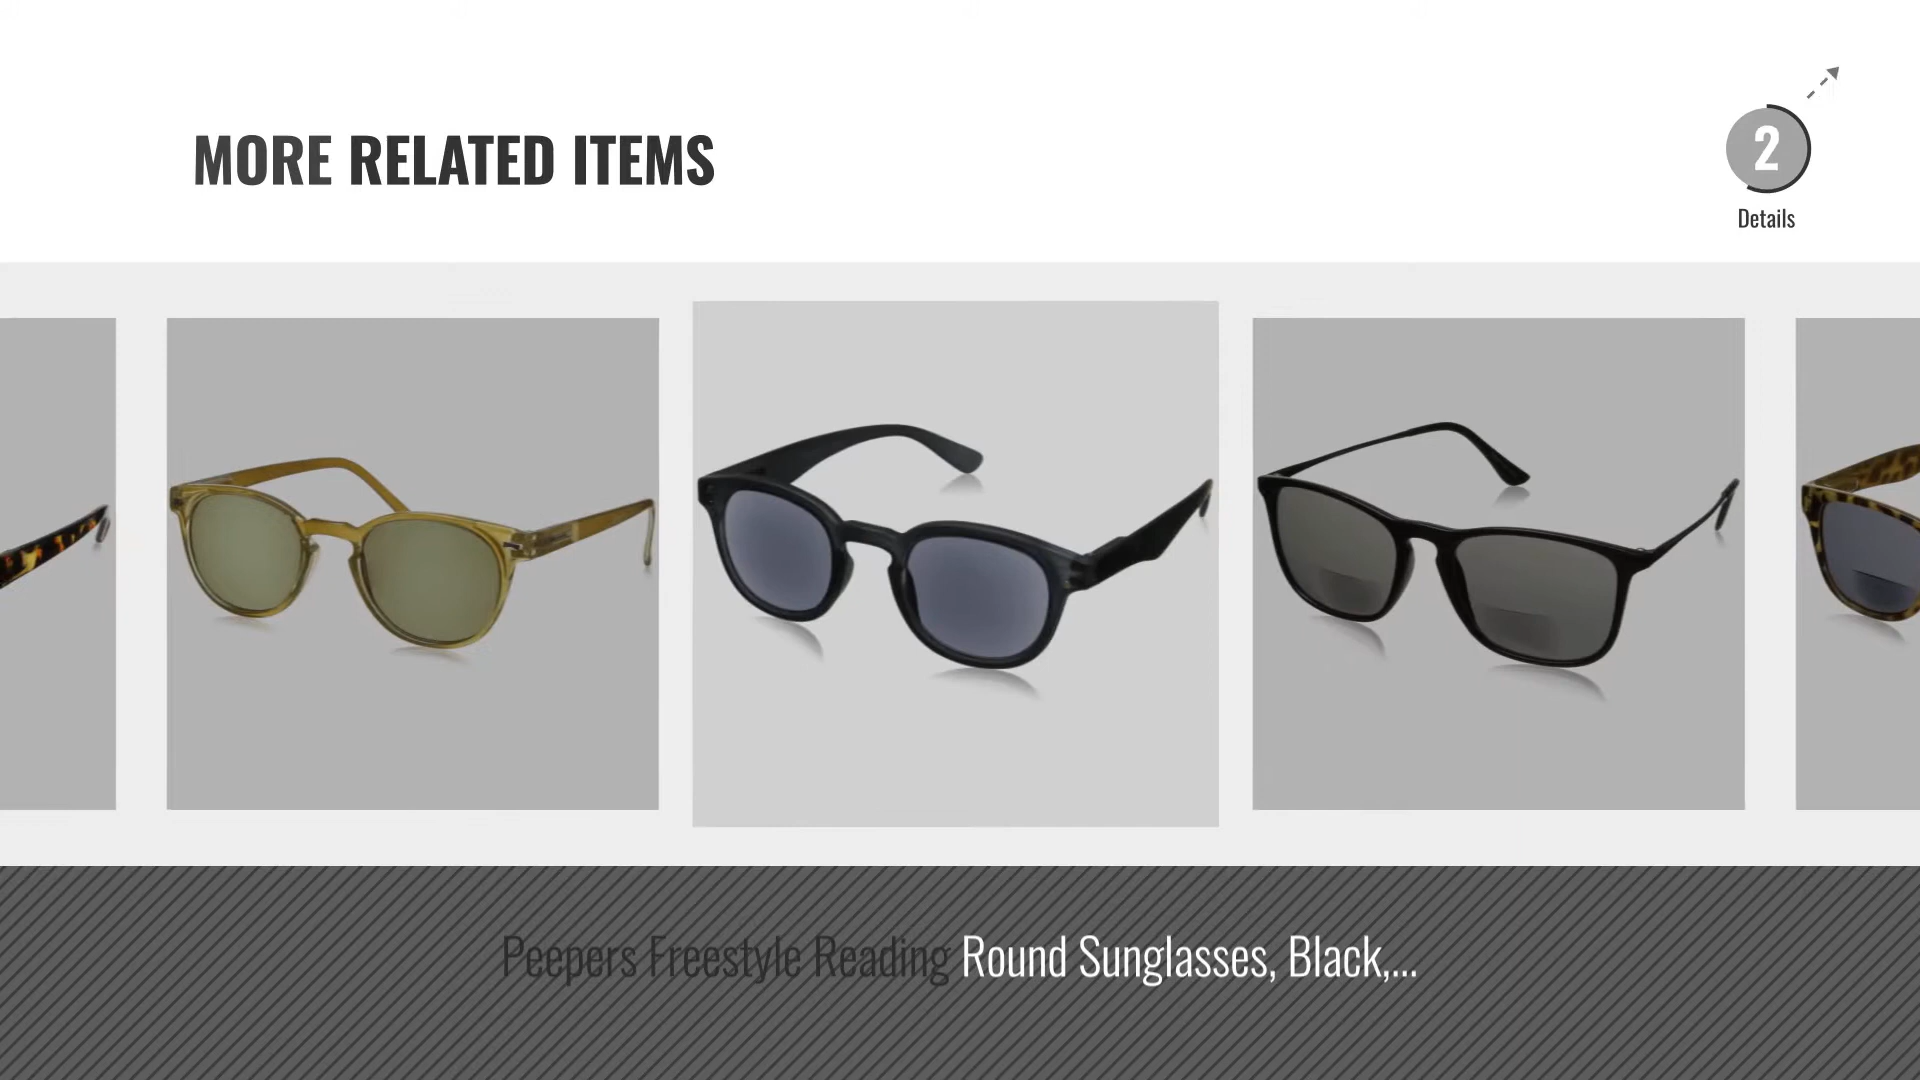 MORE RELATED ITEMS
2
Details
Peepers Freestyle Reading Round Sunglasses, Black,...